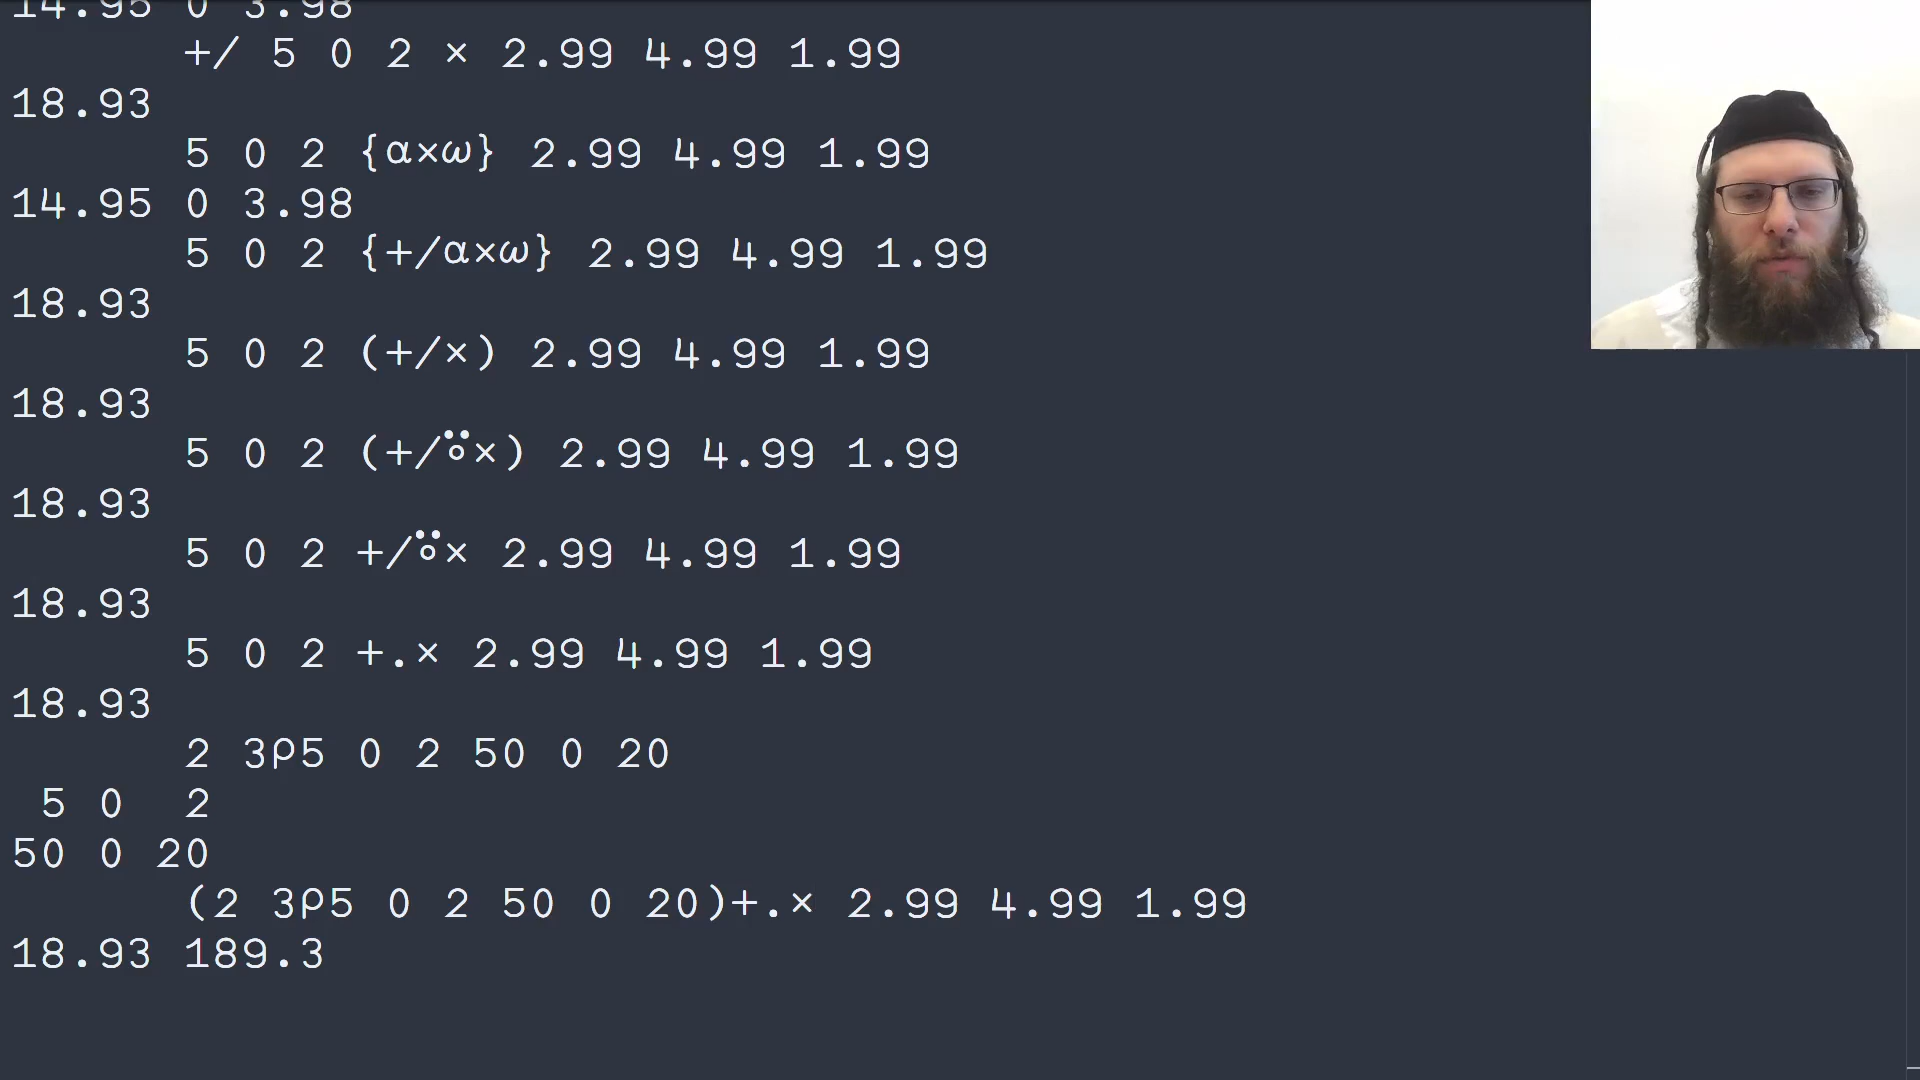 14.95 0 3.98
+/ 5 0 2 × 2.99 4.99 1.99
18.93
5 0 2 {⍺×⍵} 2.99 4.99 1.99
14.95 0 3.98
5 0 2 {+/⍺×⍵} 2.99 4.99 1.99
18.93
5 0 2 (+/×) 2.99 4.99 1.99
18.93
5 0 2 (+/⍤×) 2.99 4.99 1.99
18.93
5 0 2 +/⍤× 2.99 4.99 1.99
18.93
5 0 2 +.× 2.99 4.99 1.99
18.93
2 3⍴5 0 2 50 0 20
5 0 2
50 0 20
(2 3⍴5 0 2 50 0 20)+.× 2.99 4.99 1.99
18.93 189.3